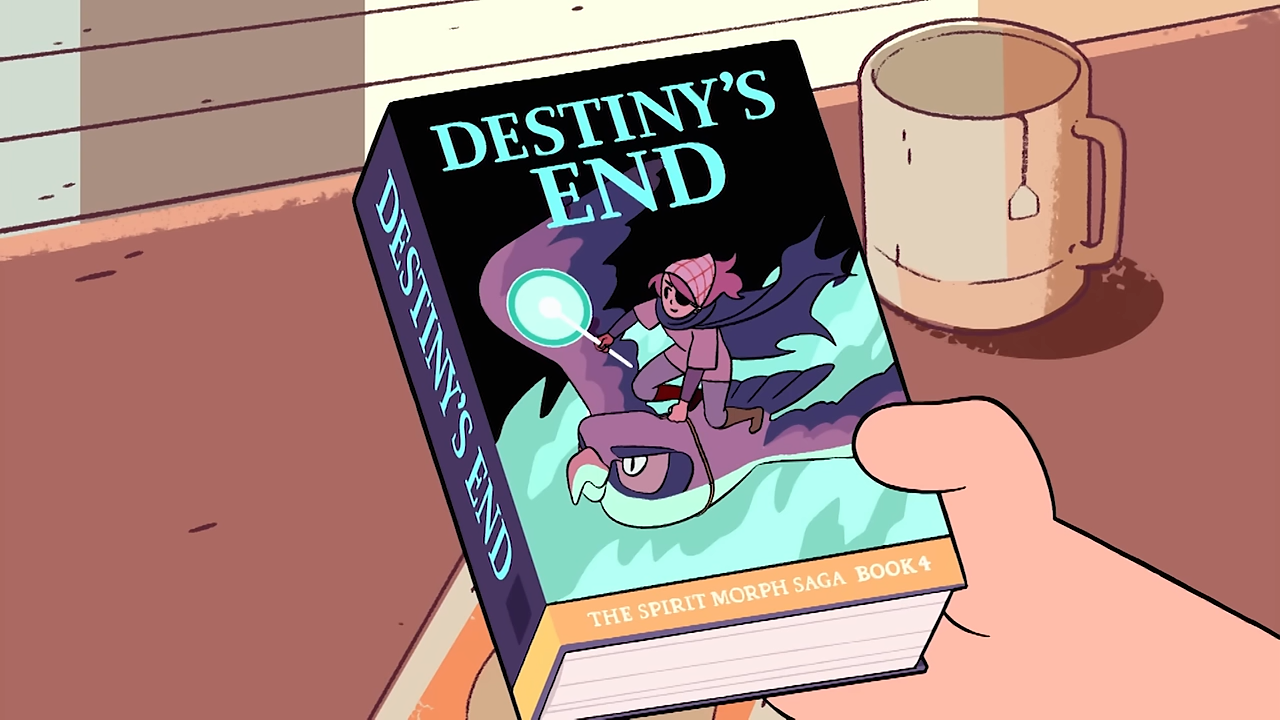 DESTINY'S
END
DESTINY'S END
THE SPIRIT MORPH SAGA BOOK 4